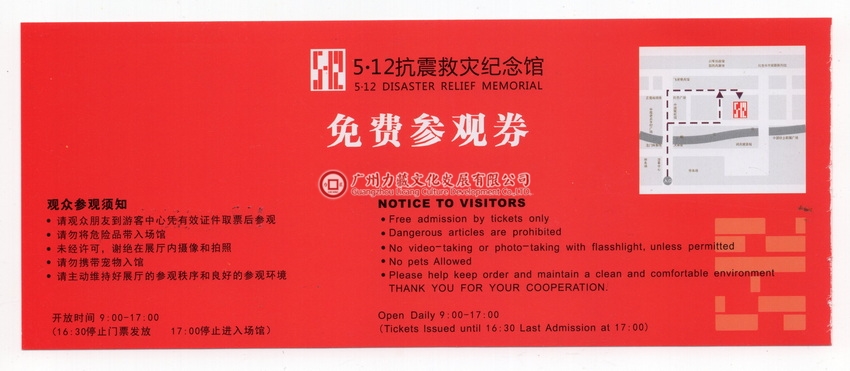 5·12
5·12抗震救灾纪念馆
5·12 DISASTER RELIEF MEMORIAL
免费参观券
广州力兢文化发展有限公司
观众参观须知
● 请观众朋友到游客中心凭有效证件取票后参观
● 请勿将危险品带入场馆
● 未经许可，谢绝在展厅内摄像和拍照
● 请勿携带宠物入馆
● 请主动维持好展厅的参观秩序和良好的参观环境
开放时间 9:00-17:00
(16:30停止门票发放 17:00停止进入场馆)
NOTICE TO VISITORS
● Free admission by tickets only
● Dangerous articles are prohibited
● No video-taking or photo-taking with flasshlight, unless permitted
● No pets Allowed
● Please help keep order and maintain a clean and comfortable environment
THANK YOU FOR YOUR COOPERATION.
Open Daily 9:00-17:00
(Tickets Issued until 16:30 Last Admission at 17:00)